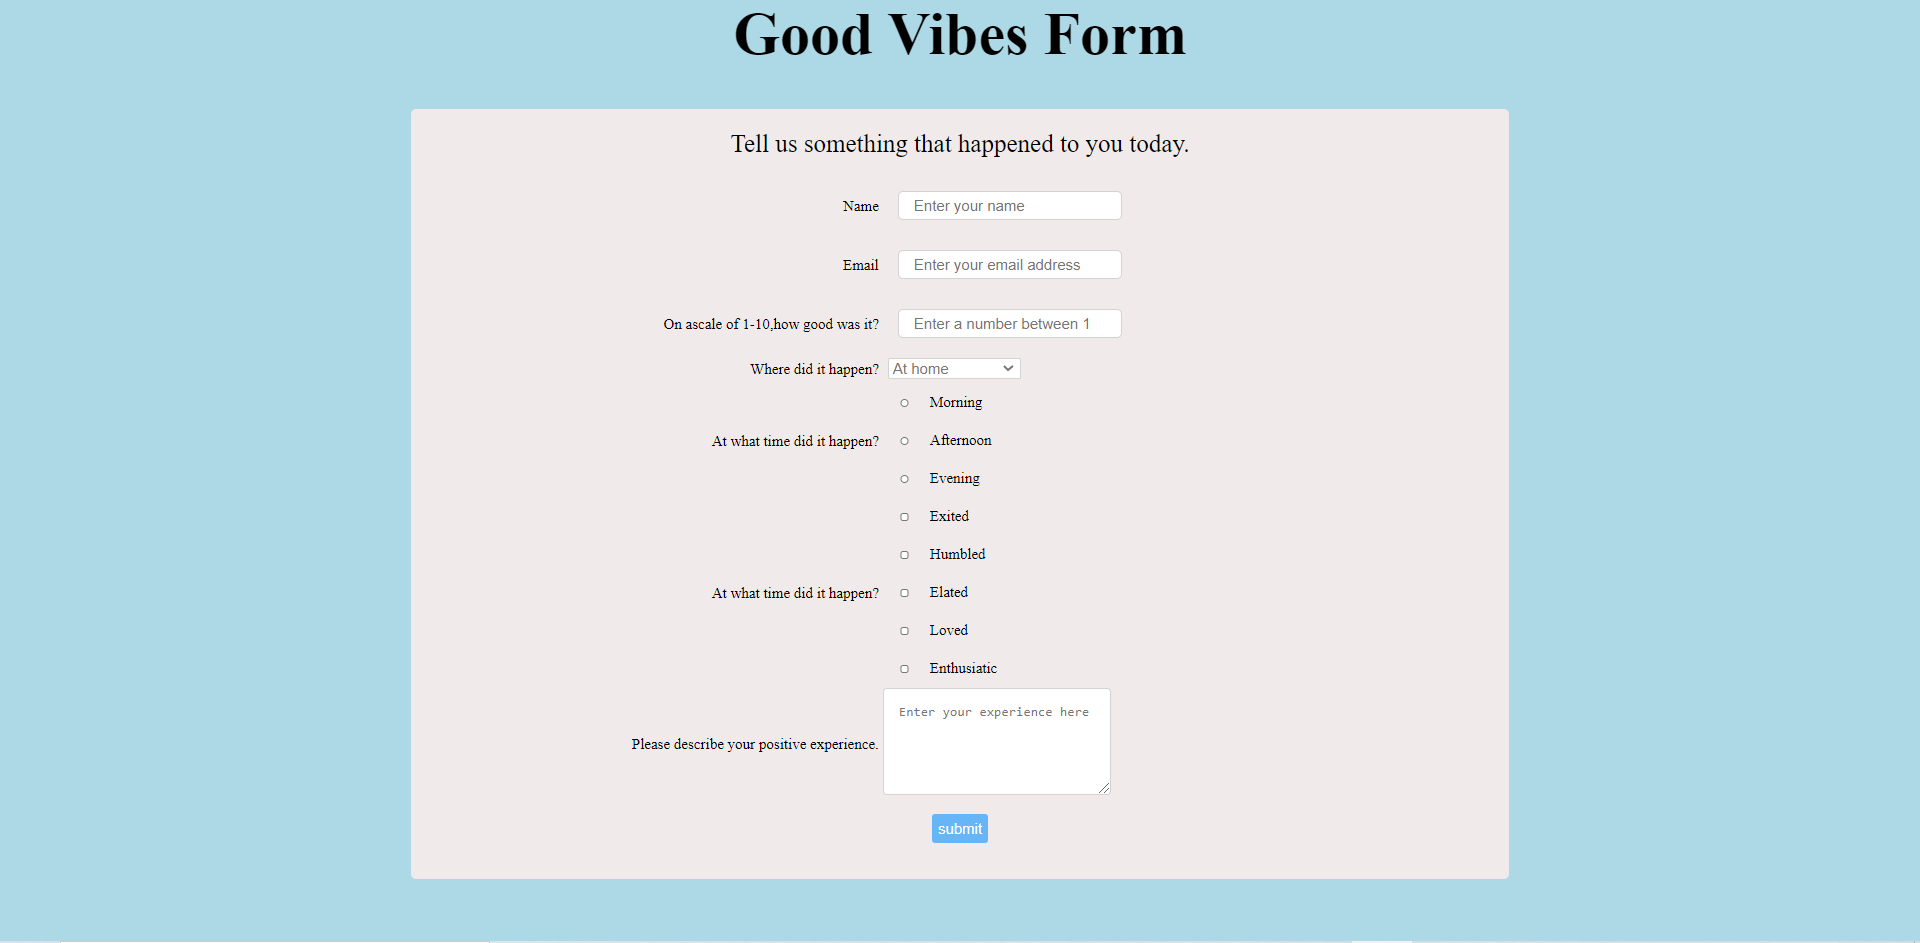 Good Vibes Form
Tell us something that happened to you today.
Name Enter your name
Email Enter your email address
On ascale of 1-10,how good was it? Enter a number between 1
Where did it happen? At home
Morning
At what time did it happen? Afternoon
Evening
Exited
Humbled
At what time did it happen? Elated
Loved
Enthusiatic
Enter your experience here
Please describe your positive experience.
submit